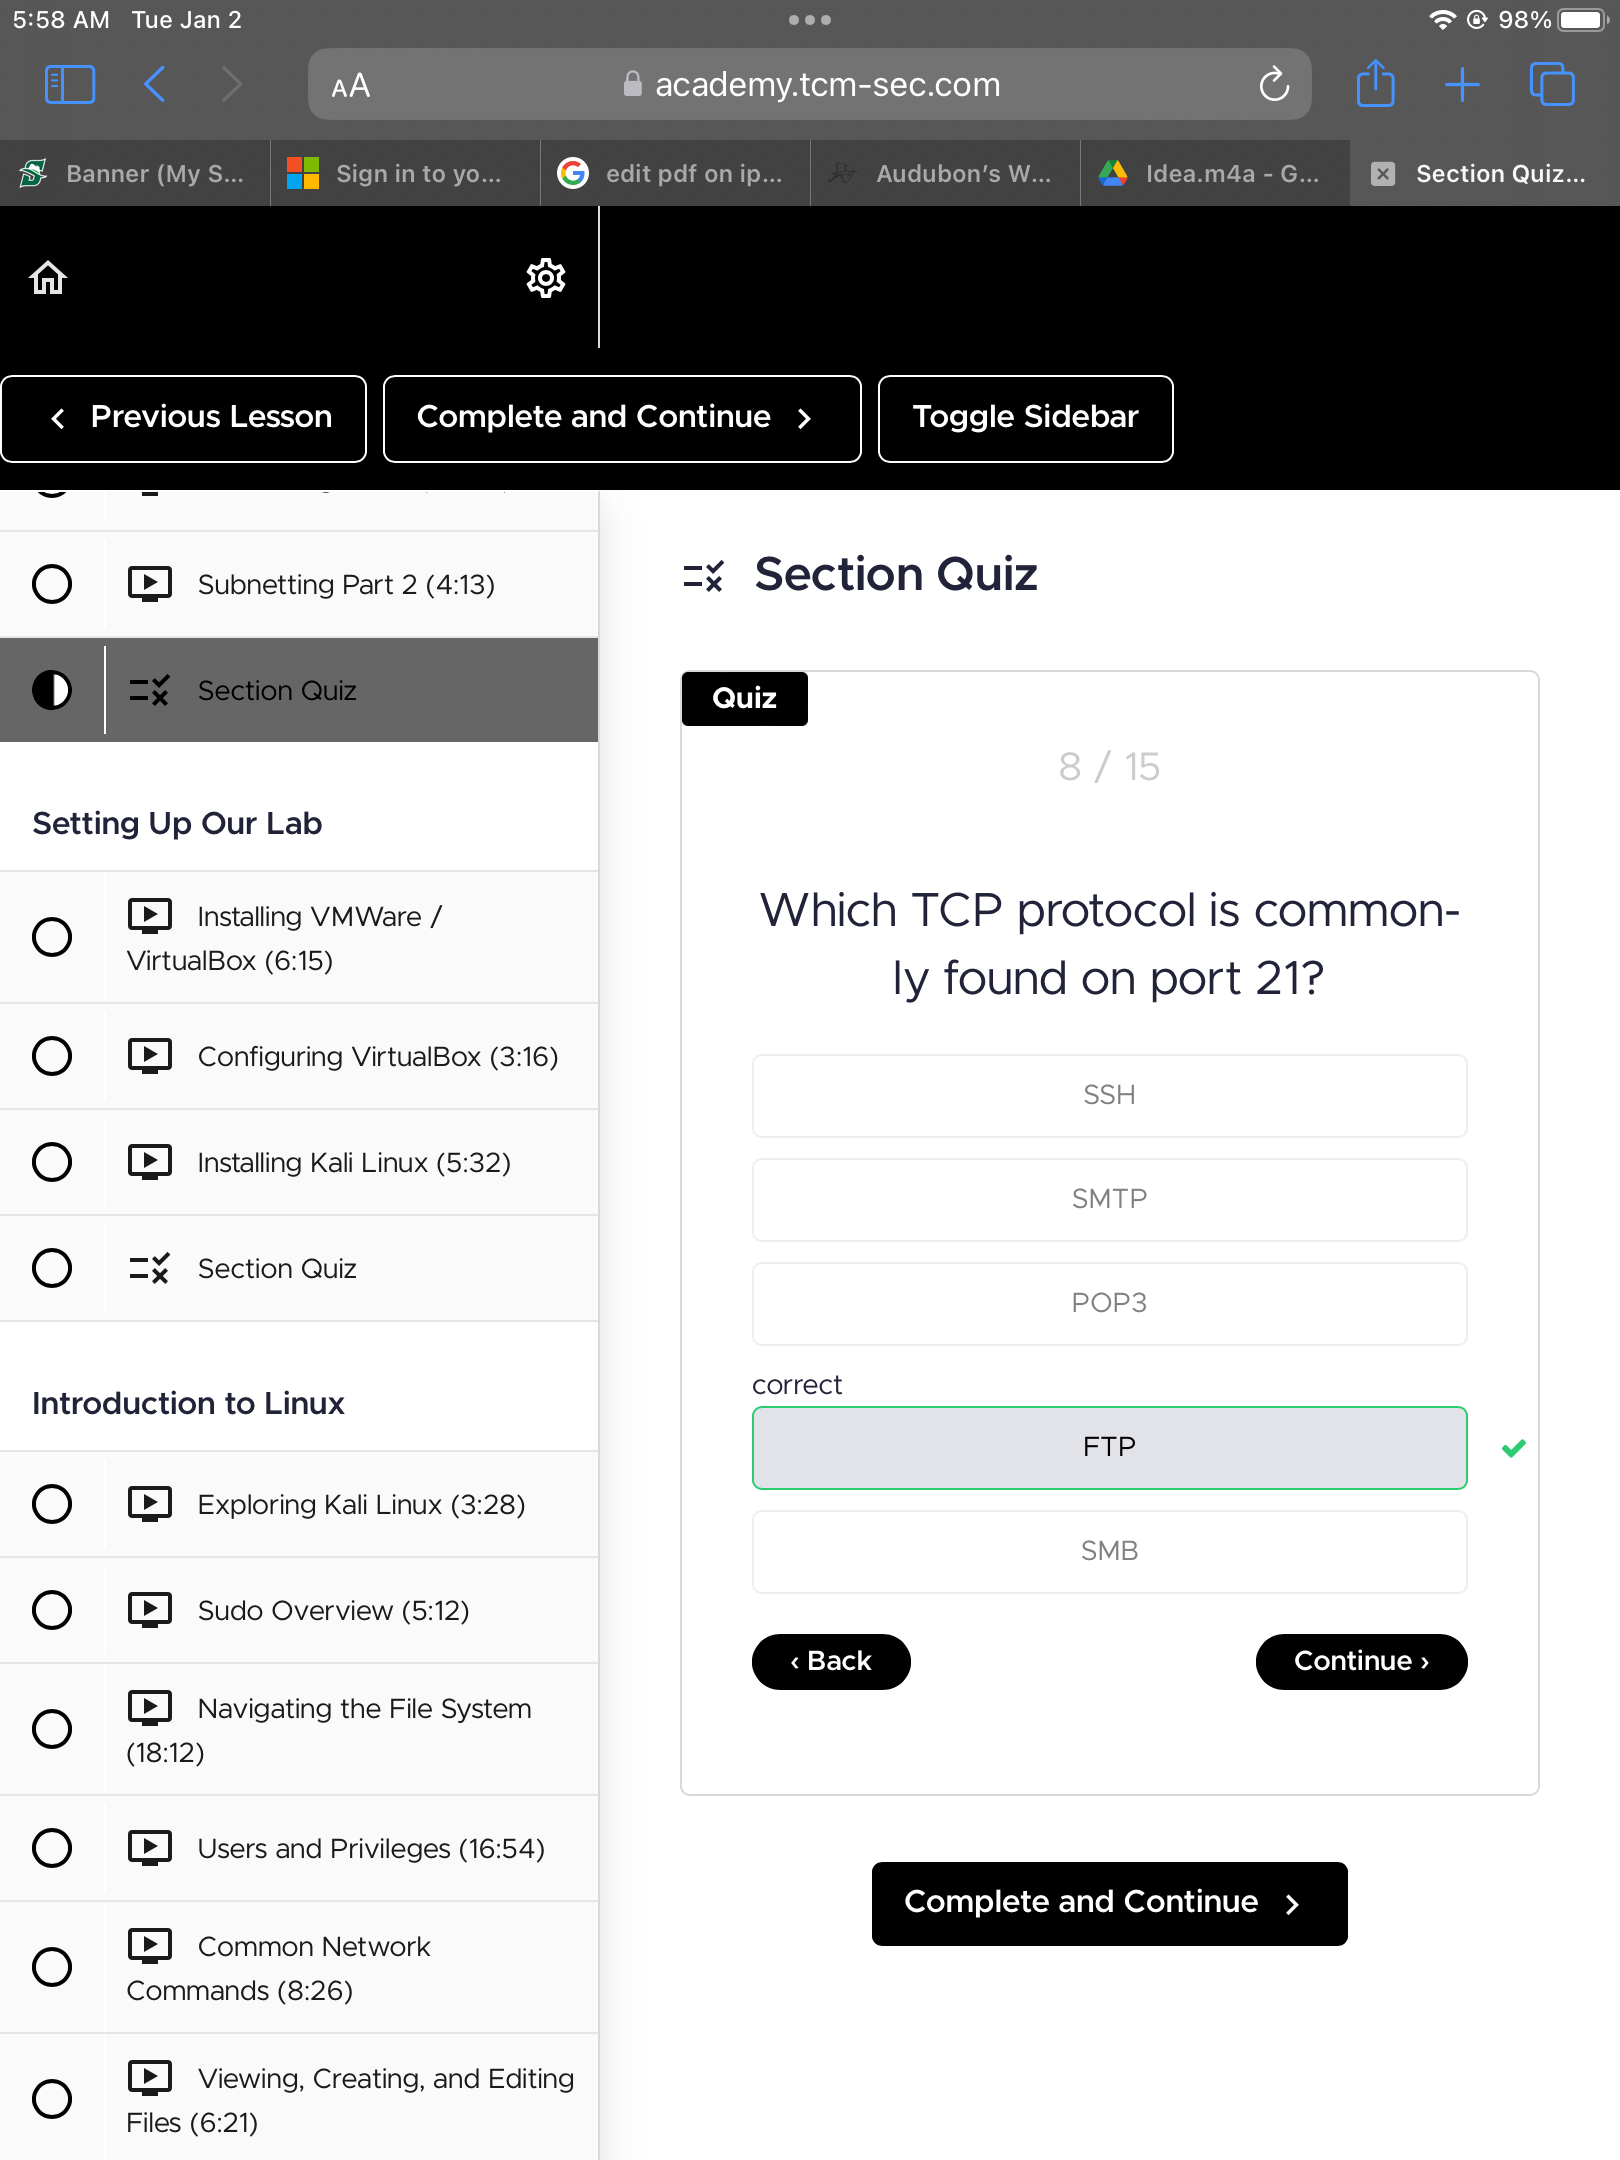 5:58 AM Tue Jan 2
98%
AA
academy.tcm-sec.com
Banner (My S...
Sign in to yo...
edit pdf on ip...
Audubon's W...
Idea.m4a - G...
Section Quiz...
‹ Previous Lesson
Complete and Continue ›
Toggle Sidebar
Subnetting Part 2 (4:13)
Section Quiz
Setting Up Our Lab
Installing VMWare /
VirtualBox (6:15)
Configuring VirtualBox (3:16)
Installing Kali Linux (5:32)
Section Quiz
Introduction to Linux
Exploring Kali Linux (3:28)
Sudo Overview (5:12)
Navigating the File System
(18:12)
Users and Privileges (16:54)
Common Network
Commands (8:26)
Viewing, Creating, and Editing
Files (6:21)
Section Quiz
Quiz
8 / 15
Which TCP protocol is common-
ly found on port 21?
SSH
SMTP
POP3
correct
FTP
SMB
‹ Back
Continue ›
Complete and Continue ›